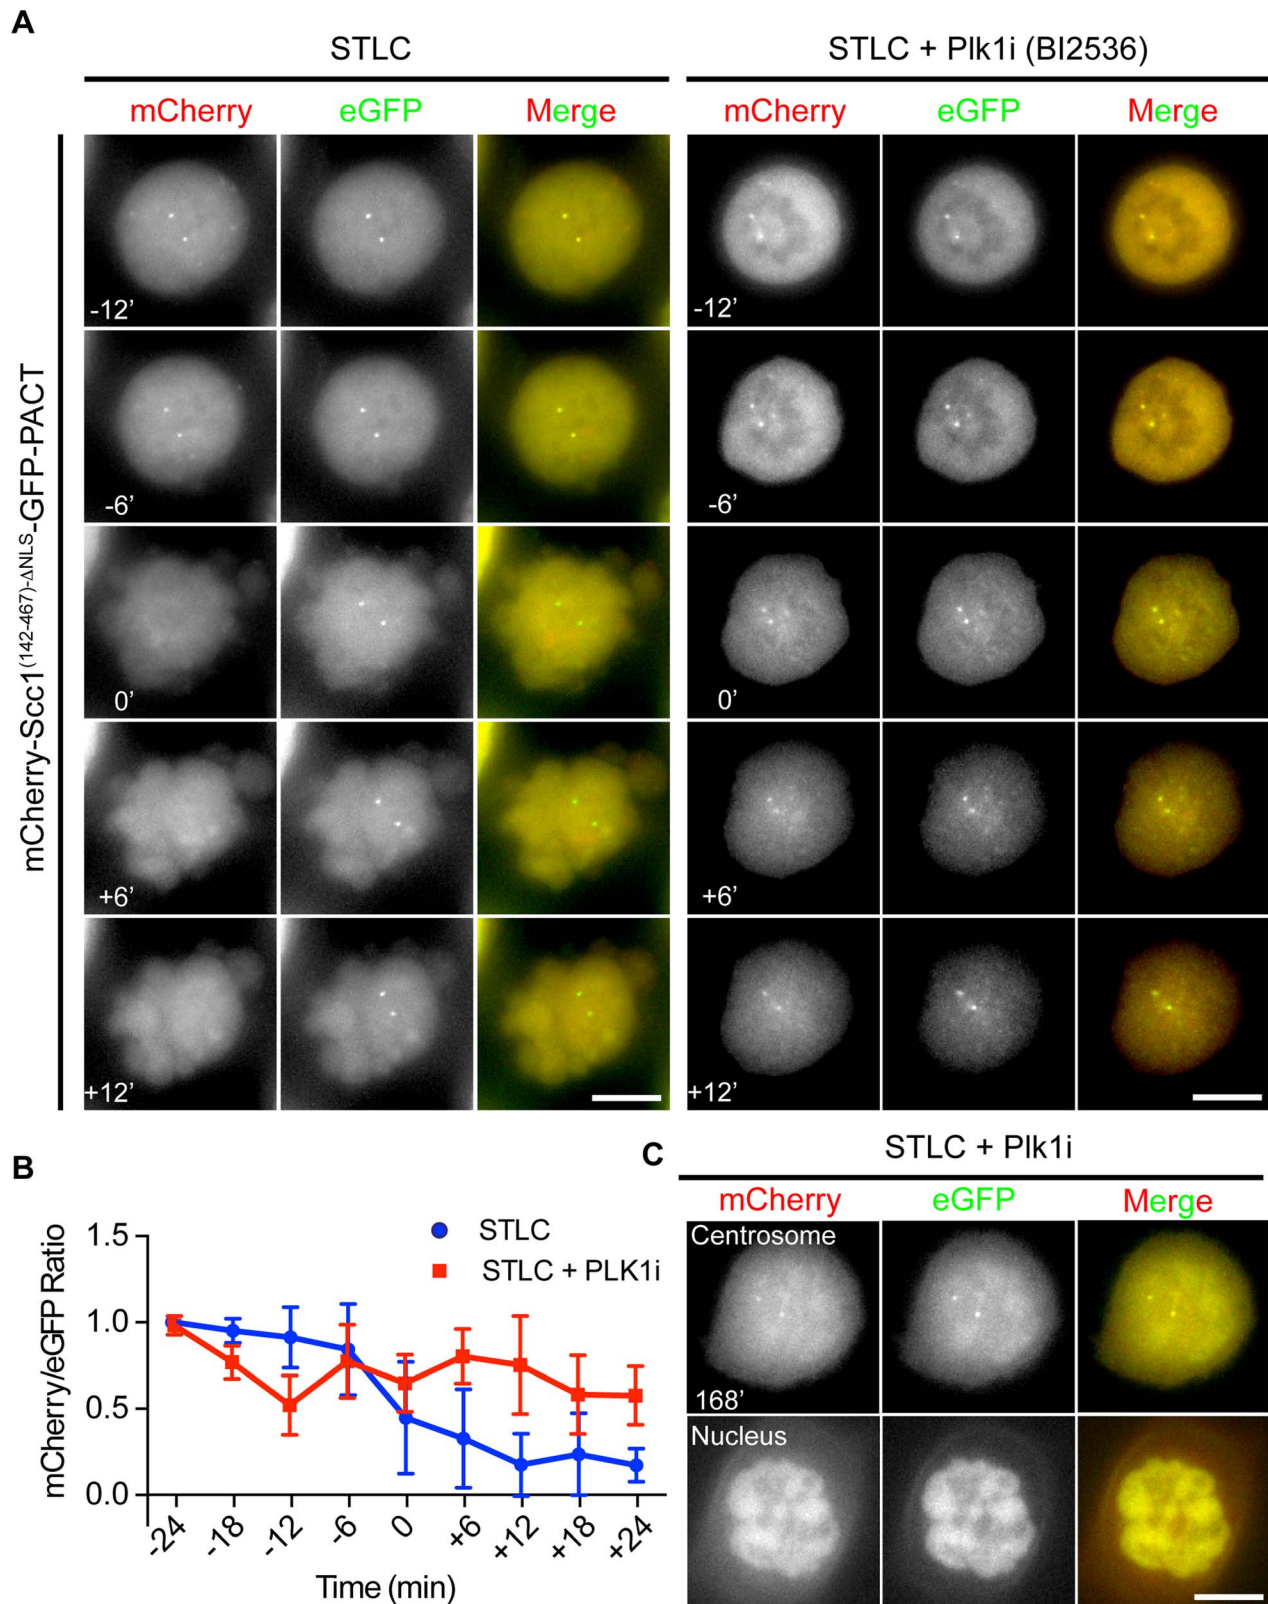 A
STLC
STLC + Plk1i (BI2536)
mCherry eGFP Merge mCherry eGFP Merge
mCherry-Scc1(142-467)-ΔNLS-GFP-PACT
-12’ -12’
-6’ -6’
0’ 0’
+6’ +6’
+12’ +12’
B
mCherry/eGFP Ratio
1.5
1.0
0.5
0.0
STLC
STLC + PLK1i
-24 -18 -12 -6 0 +6 +12 +18 +24
Time (min)
C
STLC + Plk1i
mCherry eGFP Merge
Centrosome
168’
Nucleus